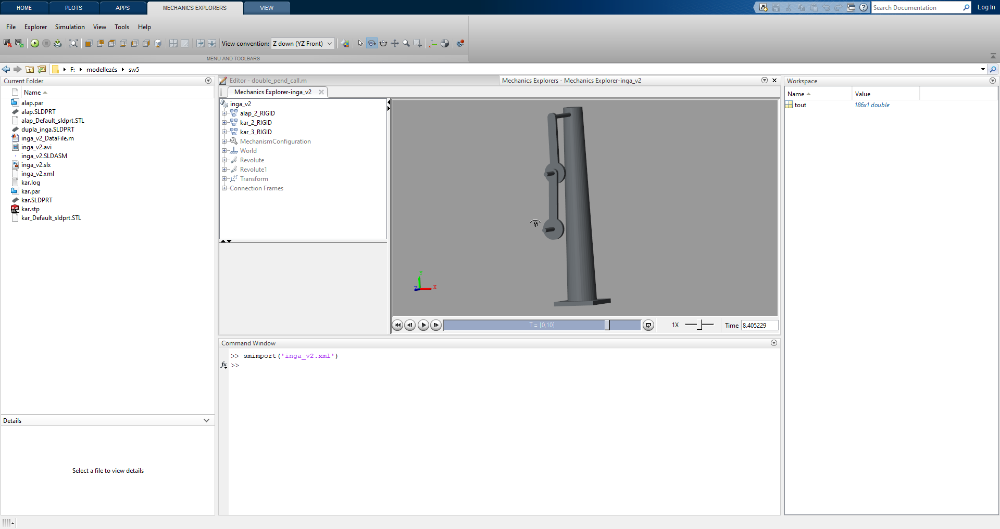 HOME PLOTS APPS MECHANICS EXPLORERS VIEW
Search Documentation
Log In
File Explorer Simulation View Tools Help
View convention: Z down (YZ Front)
MENU AND TOOLBARS
F: modellezés sw5
Current Folder
Name
alap.par
alap.SLDPRT
alap_Default_sldprt.STL
dupla_inga.SLDPRT
inga_v2_DataFile.m
inga_v2.avi
inga_v2.SLDASM
inga_v2.slx
inga_v2.xml
kar.log
kar.par
kar.SLDPRT
kar.stp
kar_Default_sldprt.STL
Details
Select a file to view details
Editor - double_pend_call.m
Mechanics Explorers - Mechanics Explorer-inga_v2
Mechanics Explorer-inga_v2
inga_v2
alap_2_RIGID
kar_2_RIGID
kar_3_RIGID
MechanismConfiguration
World
Revolute
Revolute1
Transform
Connection Frames
Y
Z
X
T = [0,10]
1X
Time 8.405229
Command Window
>> smimport('inga_v2.xml')
fx >>
Workspace
Name Value
tout 186x1 double